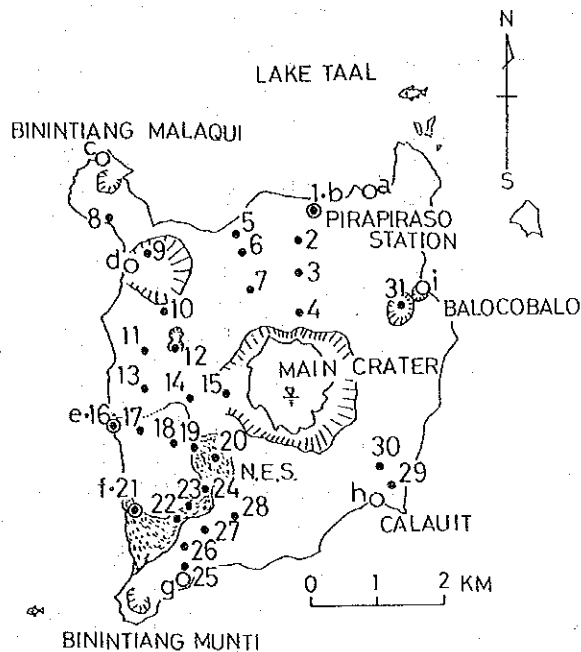 N
LAKE TAAL
BININTIANG MALAQUI
S
c
1·b
a
PIRAPIRASO
STATION
8
5
2
6
d
9
3
7
31
i
BALOCOBALO
10
4
11
12
MAIN CRATER
13
14
15
e·16
17
18
19
20
30
N.E.S.
29
f·21
23
24
h
22
28
CALAUIT
27
26
g
25
0 1 2 KM
BININTIANG MUNTI